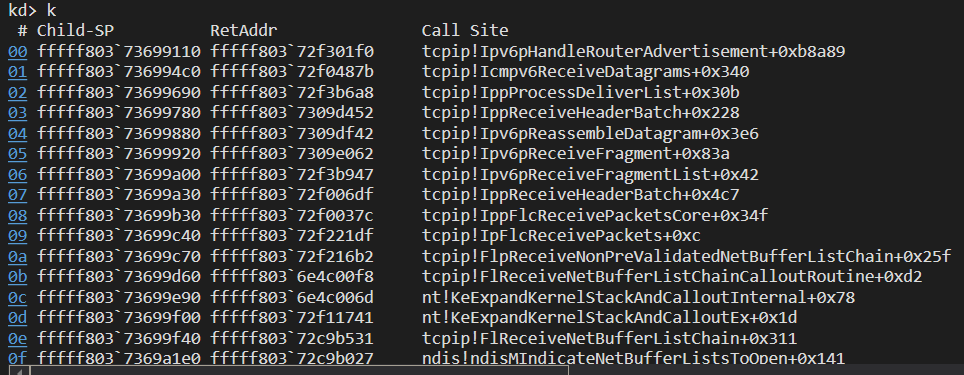 kd> k
 # Child-SP          RetAddr               Call Site
00 fffff803`73699110 fffff803`72f301f0     tcpip!Ipv6pHandleRouterAdvertisement+0xb8a89
01 fffff803`736994c0 fffff803`72f0487b     tcpip!Icmpv6ReceiveDatagrams+0x340
02 fffff803`73699690 fffff803`72f3b6a8     tcpip!IppProcessDeliverList+0x30b
03 fffff803`73699780 fffff803`7309d452     tcpip!IppReceiveHeaderBatch+0x228
04 fffff803`73699880 fffff803`7309df42     tcpip!Ipv6pReassembleDatagram+0x3e6
05 fffff803`73699920 fffff803`7309e062     tcpip!Ipv6pReceiveFragment+0x83a
06 fffff803`73699a00 fffff803`72f3b947     tcpip!Ipv6pReceiveFragmentList+0x42
07 fffff803`73699a30 fffff803`72f006df     tcpip!IppReceiveHeaderBatch+0x4c7
08 fffff803`73699b30 fffff803`72f0037c     tcpip!IppFlcReceivePacketsCore+0x34f
09 fffff803`73699c40 fffff803`72f221df     tcpip!IpFlcReceivePackets+0xc
0a fffff803`73699c70 fffff803`72f216b2     tcpip!FlpReceiveNonPreValidatedNetBufferListChain+0x25f
0b fffff803`73699d60 fffff803`6e4c00f8     tcpip!FlReceiveNetBufferListChainCalloutRoutine+0xd2
0c fffff803`73699e90 fffff803`6e4c006d     nt!KeExpandKernelStackAndCalloutInternal+0x78
0d fffff803`73699f00 fffff803`72f11741     nt!KeExpandKernelStackAndCalloutEx+0x1d
0e fffff803`73699f40 fffff803`72c9b531     tcpip!FlReceiveNetBufferListChain+0x311
0f fffff803`7369a1e0 fffff803`72c9b027     ndis!ndisMIndicateNetBufferListsToOpen+0x141